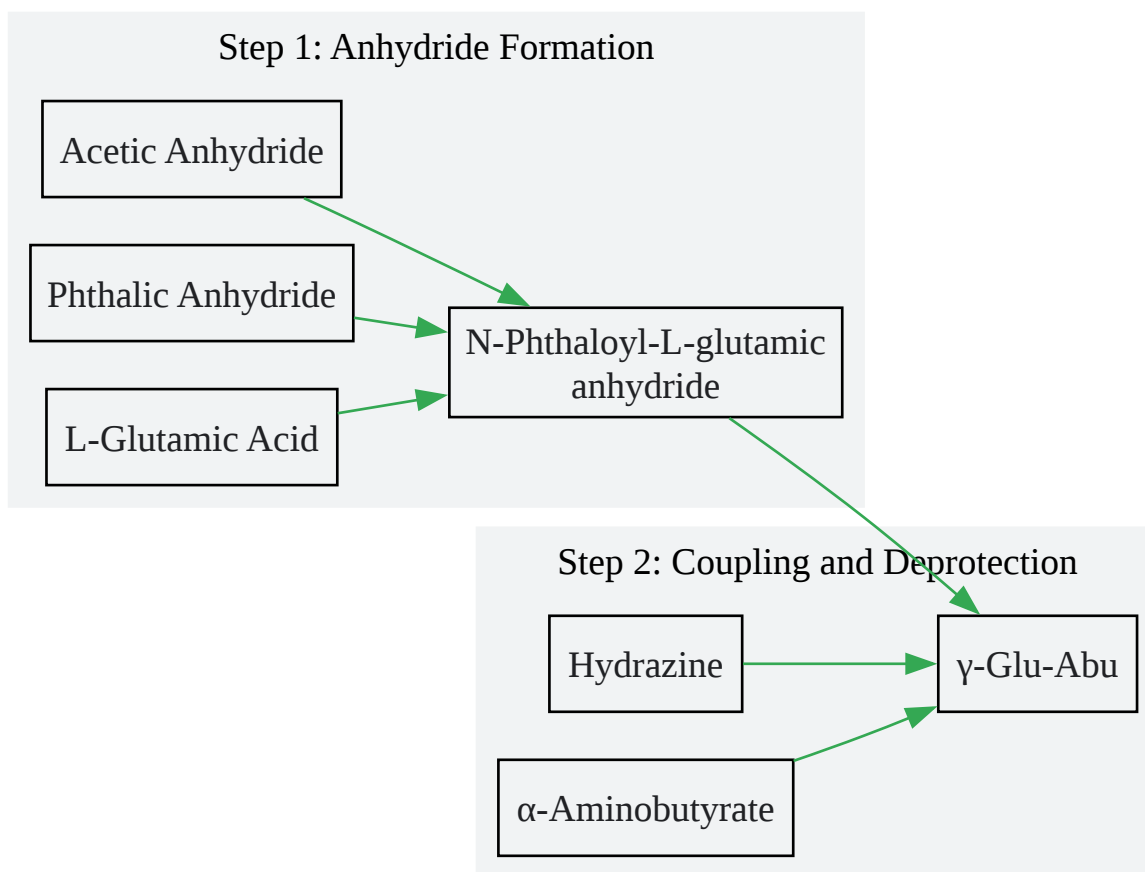 Step 1: Anhydride Formation
Acetic Anhydride
Phthalic Anhydride
N-Phthaloyl-L-glutamic
anhydride
L-Glutamic Acid
Step 2: Coupling and Deprotection
Hydrazine
γ-Glu-Abu
α-Aminobutyrate